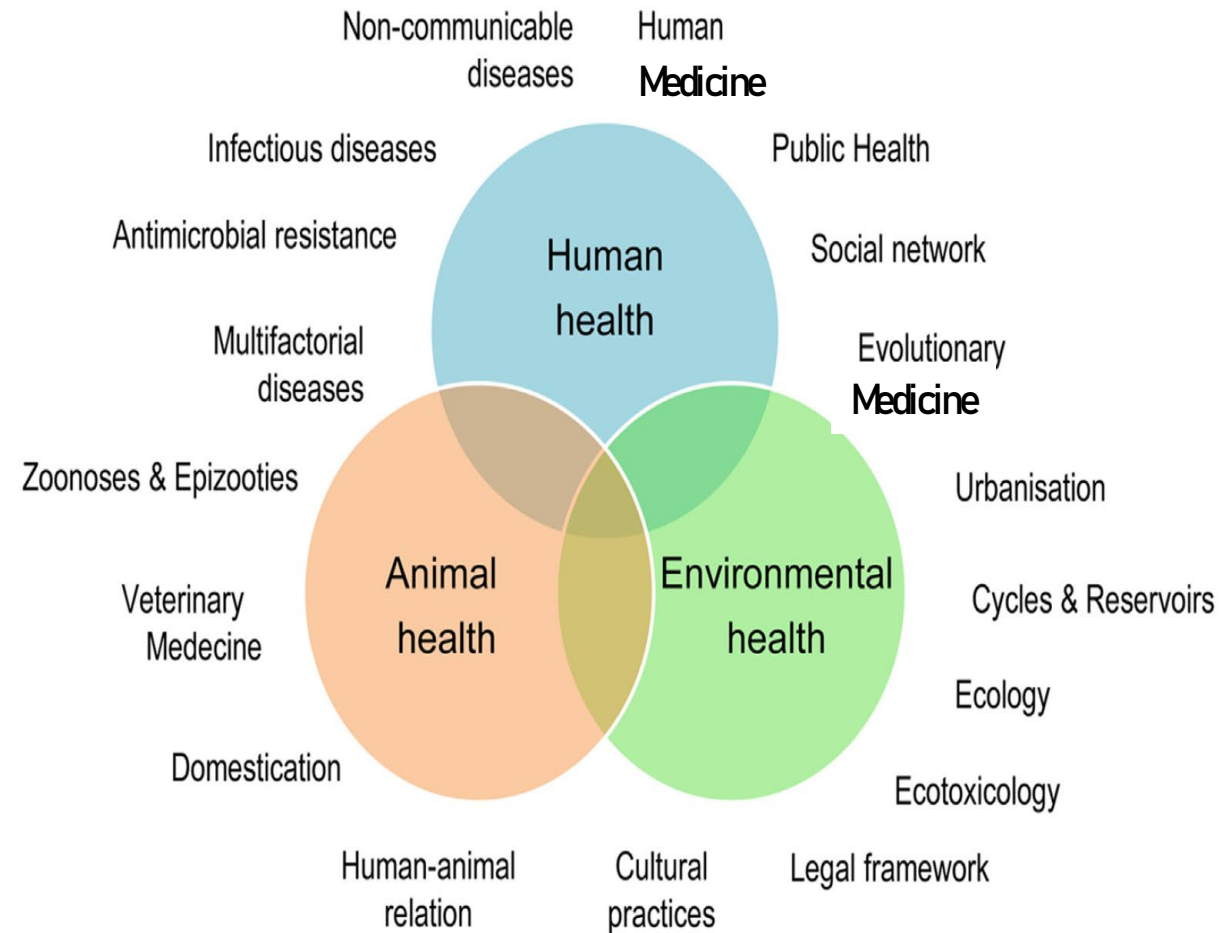 Non-communicable
diseases
Human
Medicine
Infectious diseases
Public Health
Antimicrobial resistance
Social network
Human
health
Multifactorial
diseases
Evolutionary
Medicine
Zoonoses & Epizooties
Urbanisation
Animal
health
Environmental
health
Veterinary
Medecine
Cycles & Reservoirs
Ecology
Domestication
Ecotoxicology
Human-animal
relation
Cultural
practices
Legal framework